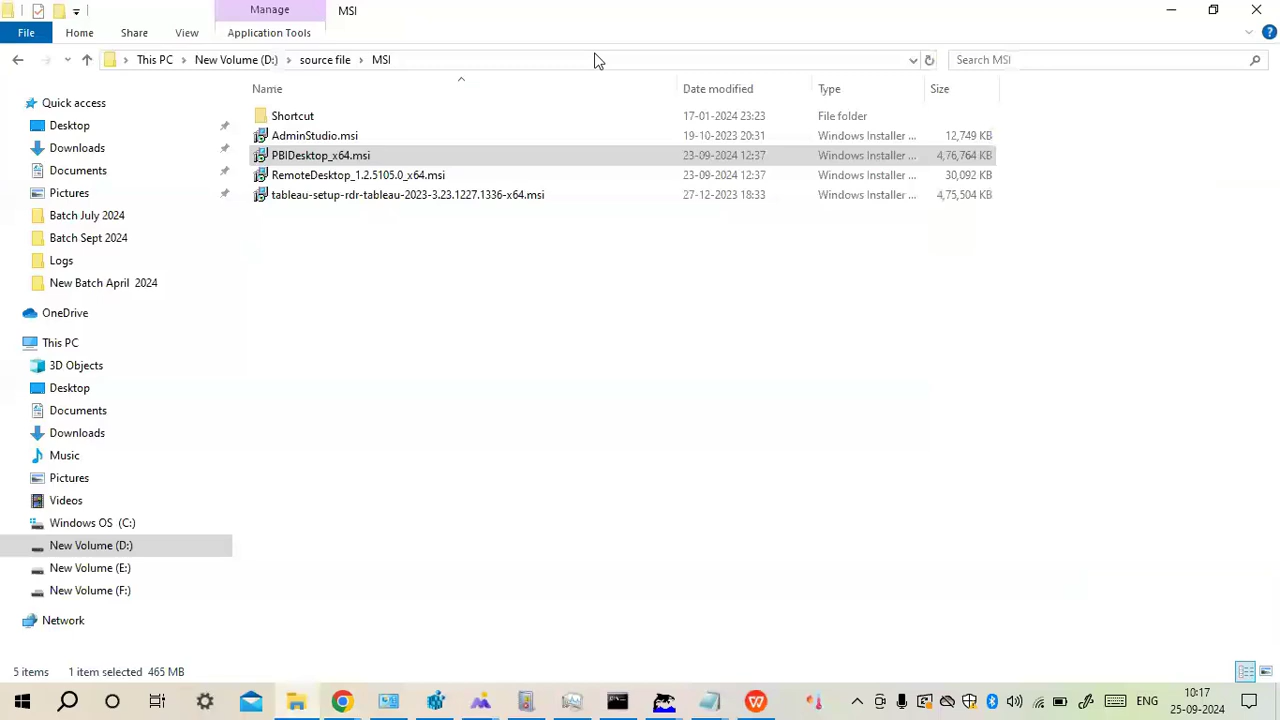 Manage
MSI
File
Home
Share
View
Application Tools
This PC
New Volume (D:)
source file
MSI
Search MSI
Name
Date modified
Type
Size
Shortcut
17-01-2024 23:23
File folder
AdminStudio.msi
19-10-2023 20:31
Windows Installer ...
12,749 KB
PBIDesktop_x64.msi
23-09-2024 12:37
Windows Installer ...
4,76,764 KB
RemoteDesktop_1.2.5105.0_x64.msi
23-09-2024 12:37
Windows Installer ...
30,092 KB
tableau-setup-rdr-tableau-2023-3.23.1227.1336-x64.msi
27-12-2023 18:33
Windows Installer ...
4,75,504 KB
Quick access
Desktop
Downloads
Documents
Pictures
Batch July 2024
Batch Sept 2024
Logs
New Batch April  2024
OneDrive
This PC
3D Objects
Desktop
Documents
Downloads
Music
Pictures
Videos
Windows OS (C:)
New Volume (D:)
New Volume (E:)
New Volume (F:)
Network
5 items
1 item selected 465 MB
ENG
10:17
25-09-2024